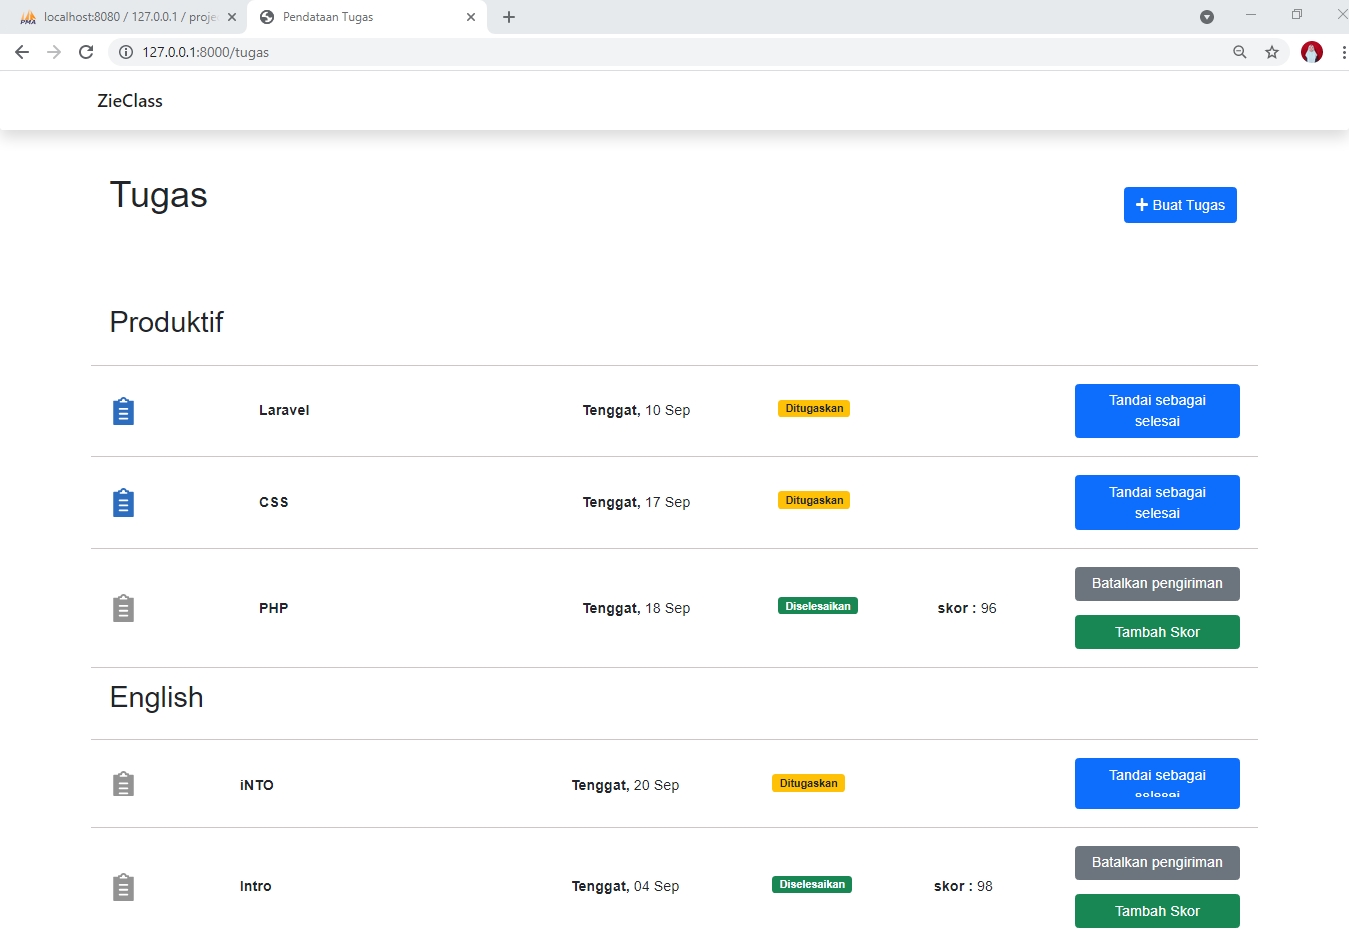 localhost:8080 / 127.0.0.1 / proje
Pendataan Tugas
127.0.0.1:8000/tugas
ZieClass
Tugas
Buat Tugas
Produktif
Laravel
Tenggat, 10 Sep
Ditugaskan
Tandai sebagai
selesai
CSS
Tenggat, 17 Sep
Ditugaskan
Tandai sebagai
selesai
PHP
Tenggat, 18 Sep
Diselesaikan
skor : 96
Batalkan pengiriman
Tambah Skor
English
iNTO
Tenggat, 20 Sep
Ditugaskan
Tandai sebagai
selesai
Intro
Tenggat, 04 Sep
Diselesaikan
skor : 98
Batalkan pengiriman
Tambah Skor